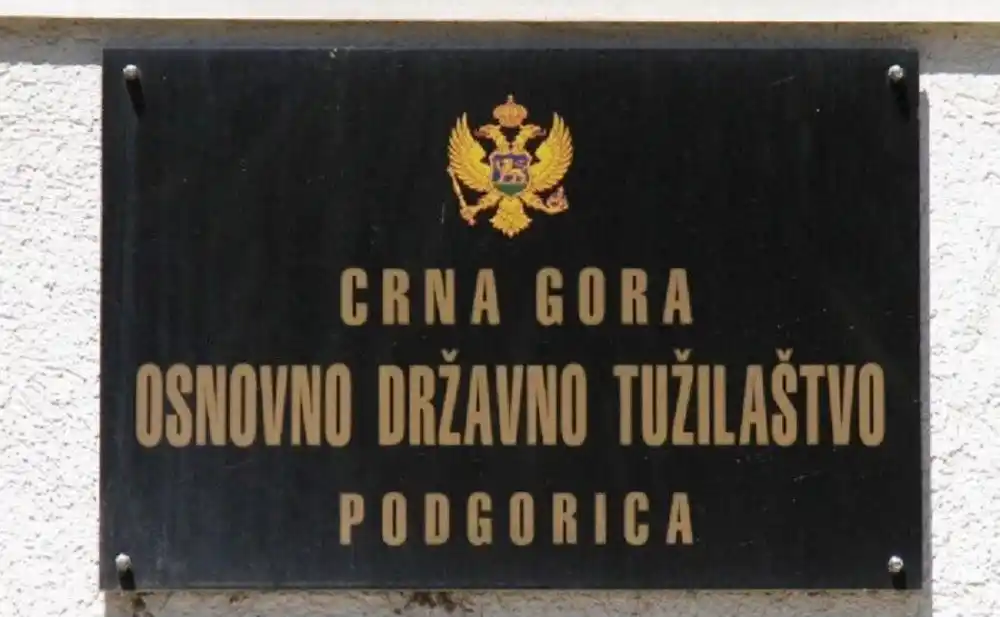 CRNA GORA
OSNOVNO DRŽAVNO TUŽILAŠTVO
PODGORICA